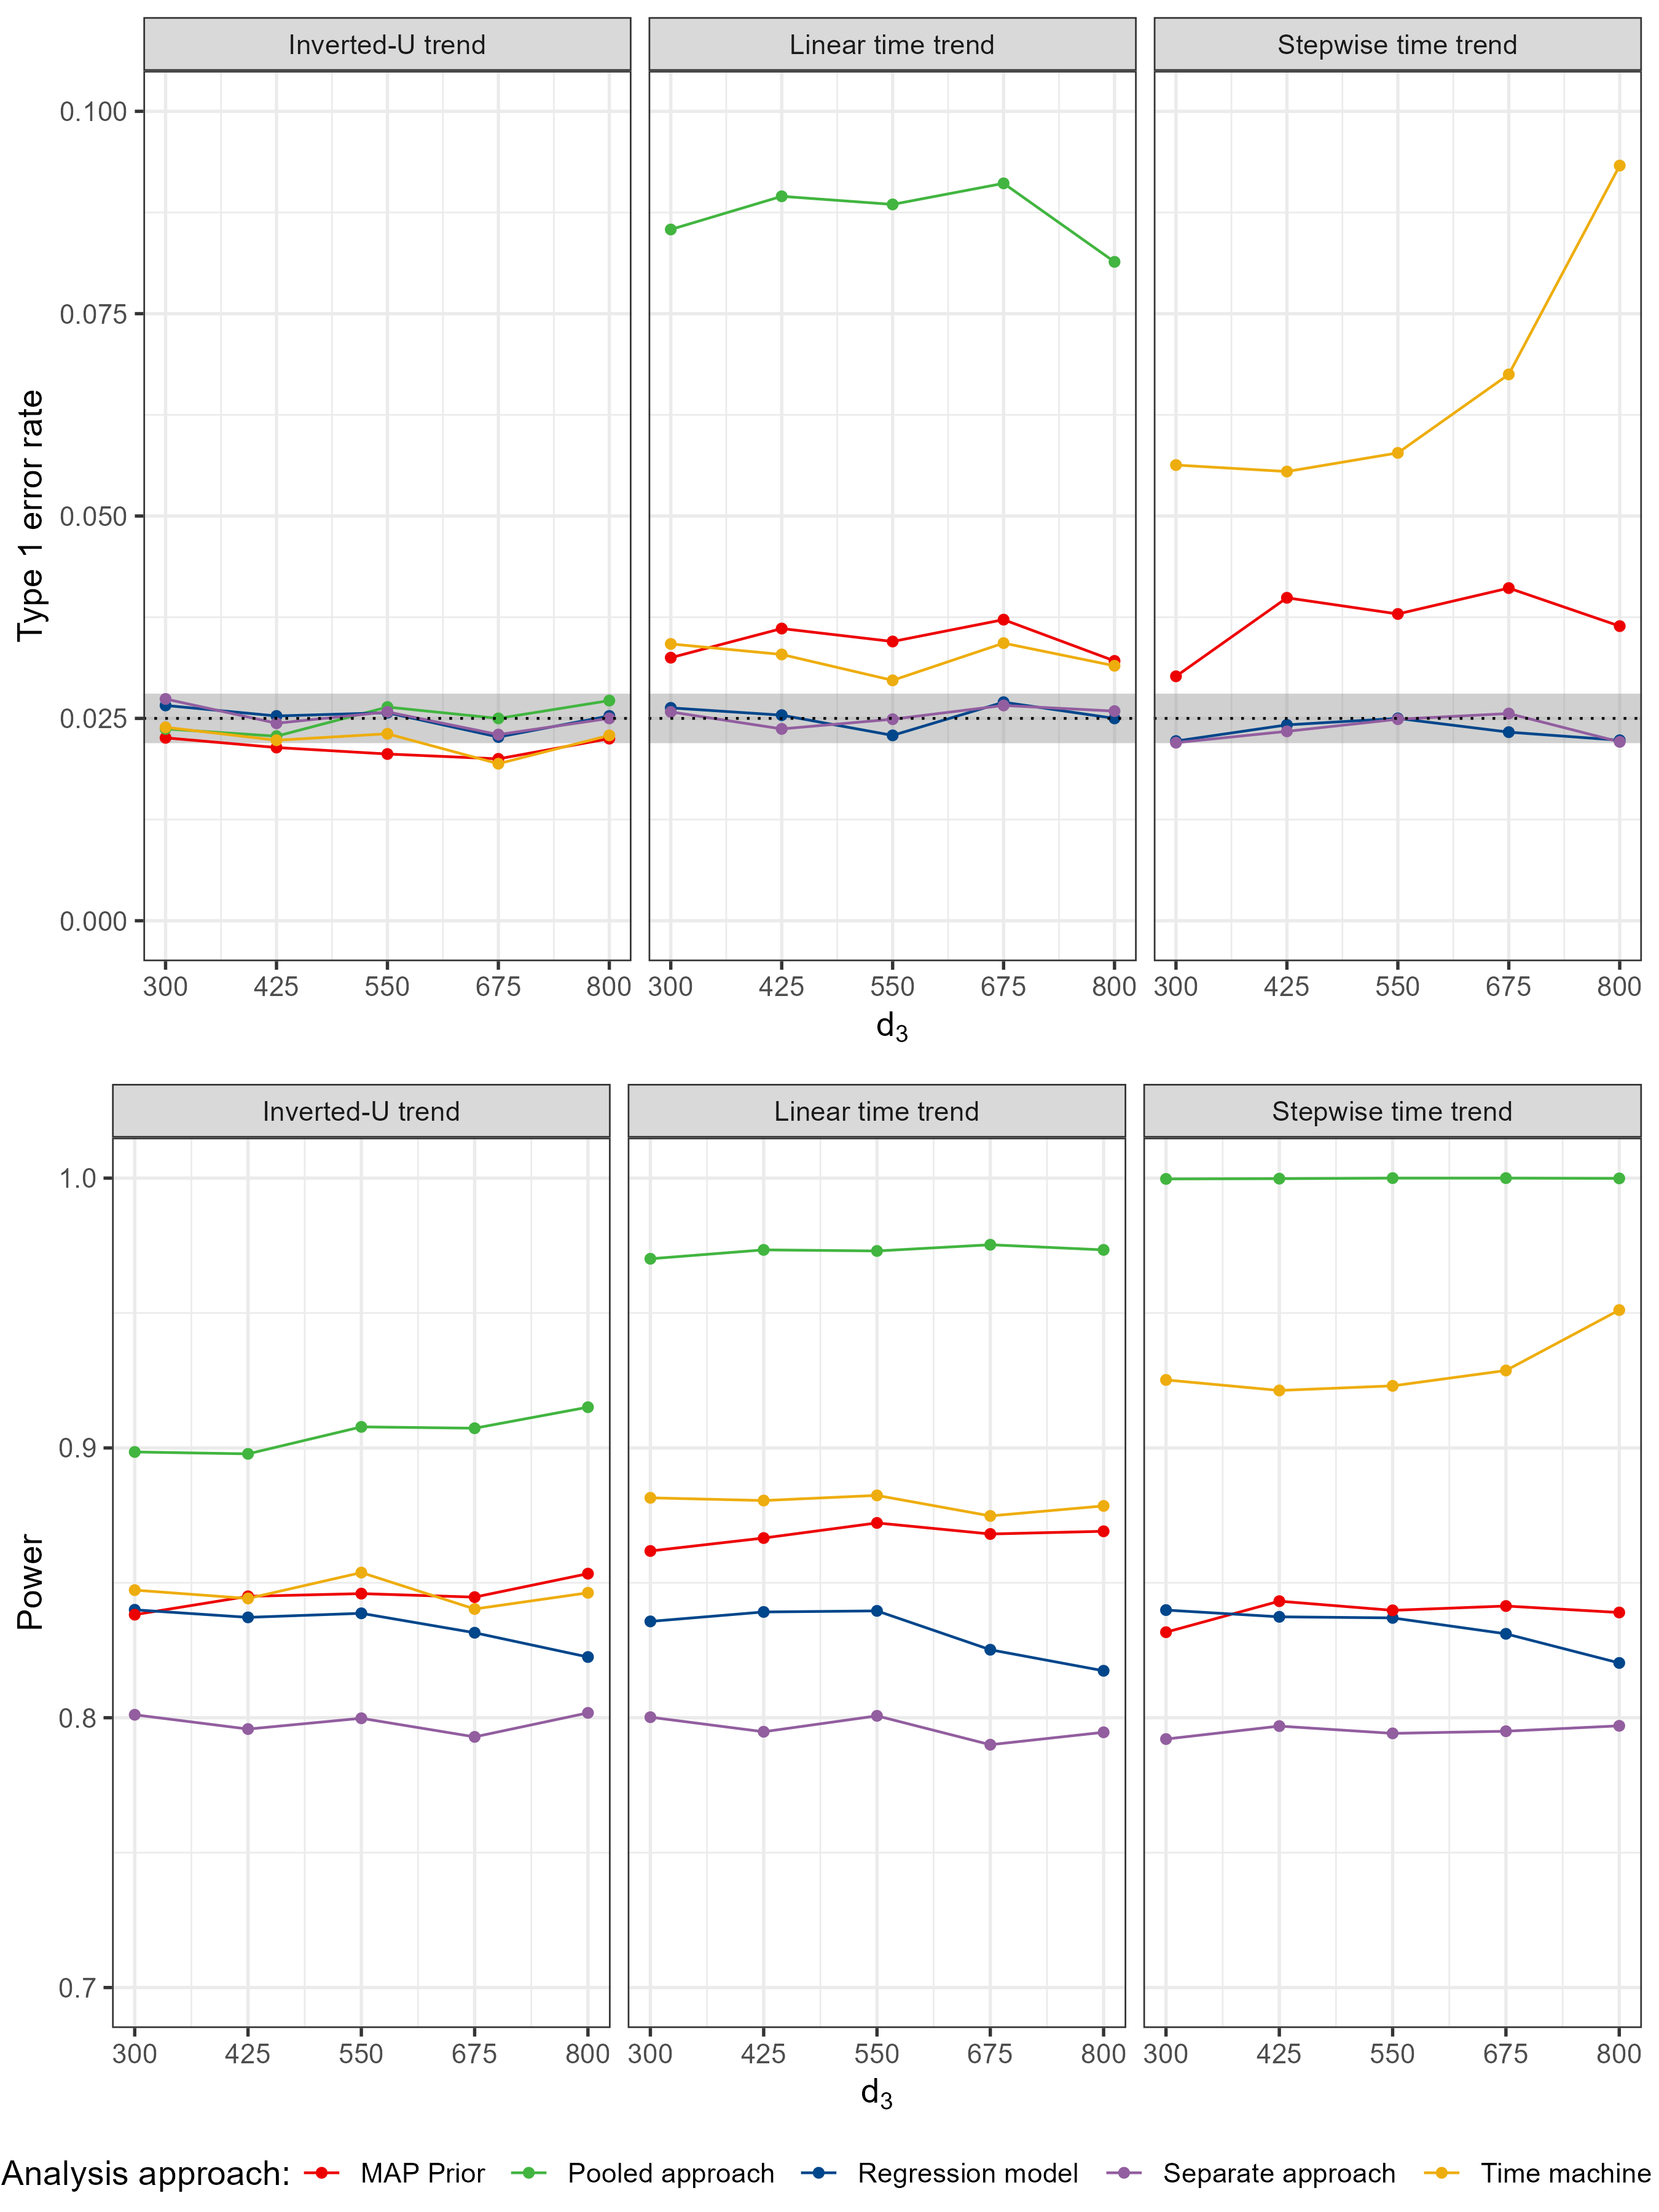 Inverted-U trend Linear time trend Stepwise time trend
0.100
0.075
0.050
0.025
0.000
Type 1 error rate
300 425 550 675 800 300 425 550 675 800 300 425 550 675 800
d3
Inverted-U trend Linear time trend Stepwise time trend
1.0
0.9
0.8
0.7
Power
300 425 550 675 800 300 425 550 675 800 300 425 550 675 800
d3
Analysis approach: MAP Prior Pooled approach Regression model Separate approach Time machine